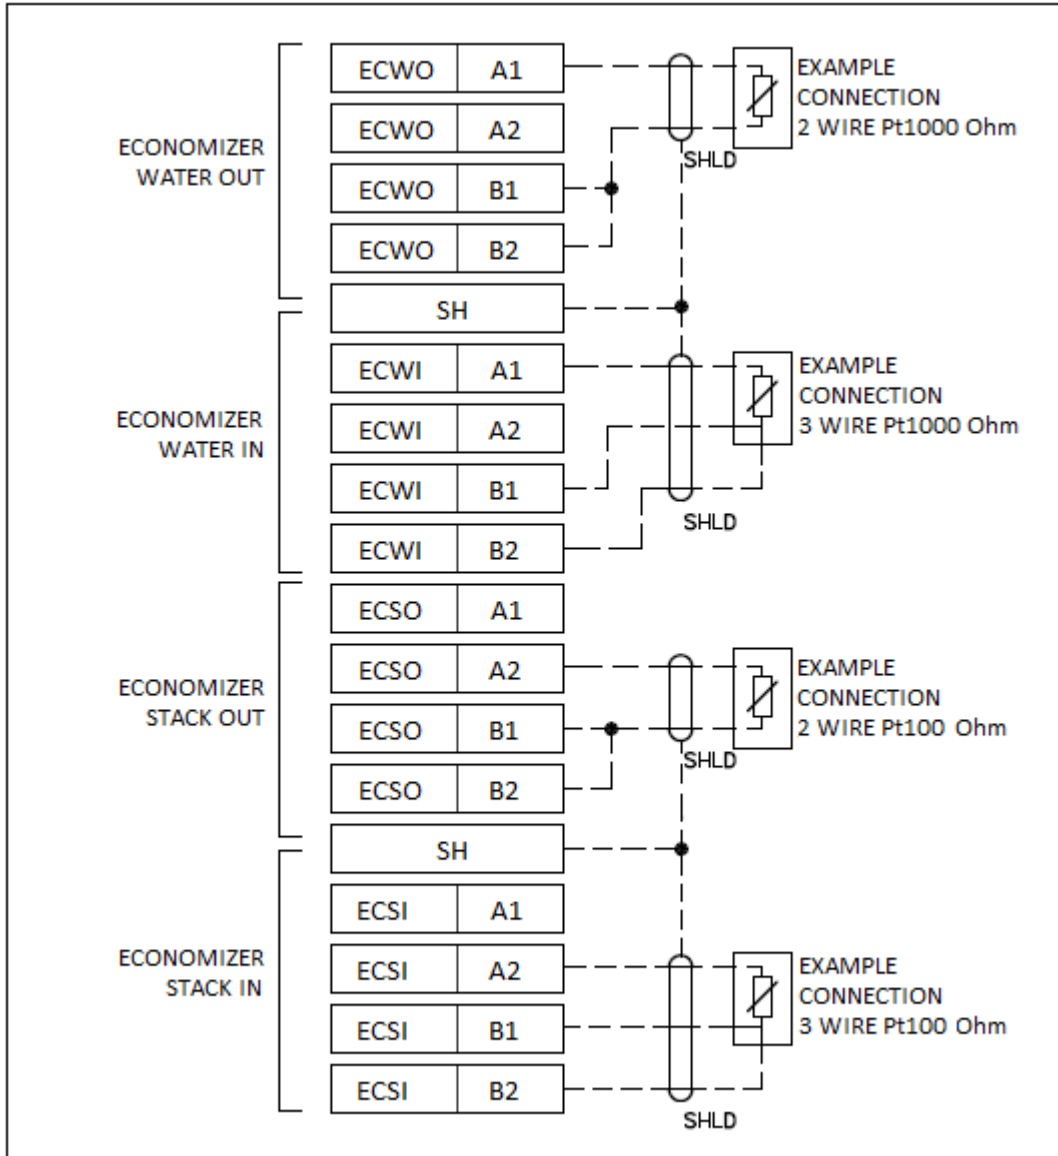 ECONOMIZER
WATER OUT
ECWO A1
ECWO A2
ECWO B1
ECWO B2
SH
EXAMPLE
CONNECTION
2 WIRE Pt1000 Ohm
SHLD
ECONOMIZER
WATER IN
ECWI A1
ECWI A2
ECWI B1
ECWI B2
EXAMPLE
CONNECTION
3 WIRE Pt1000 Ohm
SHLD
ECONOMIZER
STACK OUT
ECSO A1
ECSO A2
ECSO B1
ECSO B2
SH
EXAMPLE
CONNECTION
2 WIRE Pt100 Ohm
SHLD
ECONOMIZER
STACK IN
ECSI A1
ECSI A2
ECSI B1
ECSI B2
EXAMPLE
CONNECTION
3 WIRE Pt100 Ohm
SHLD